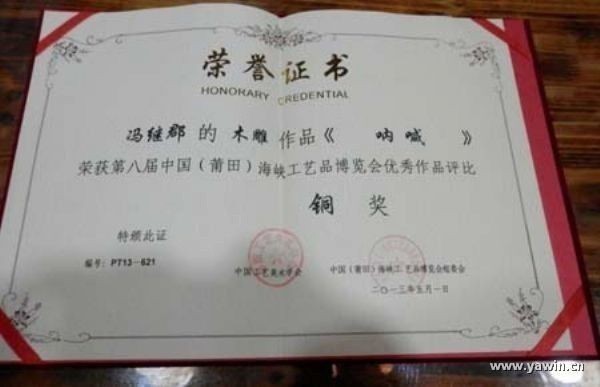 荣誉证书
HONORARY CREDENTIAL
冯继郡的木雕作品《 呐喊 》
荣获第八届中国（莆田）海峡工艺品博览会优秀作品评比
铜 奖
特颁此证
编号：PT13－621
中国工艺美术学会
中国（莆田）海峡工艺品博览会组委会
二〇一三年五月一日
www.yawin.cn